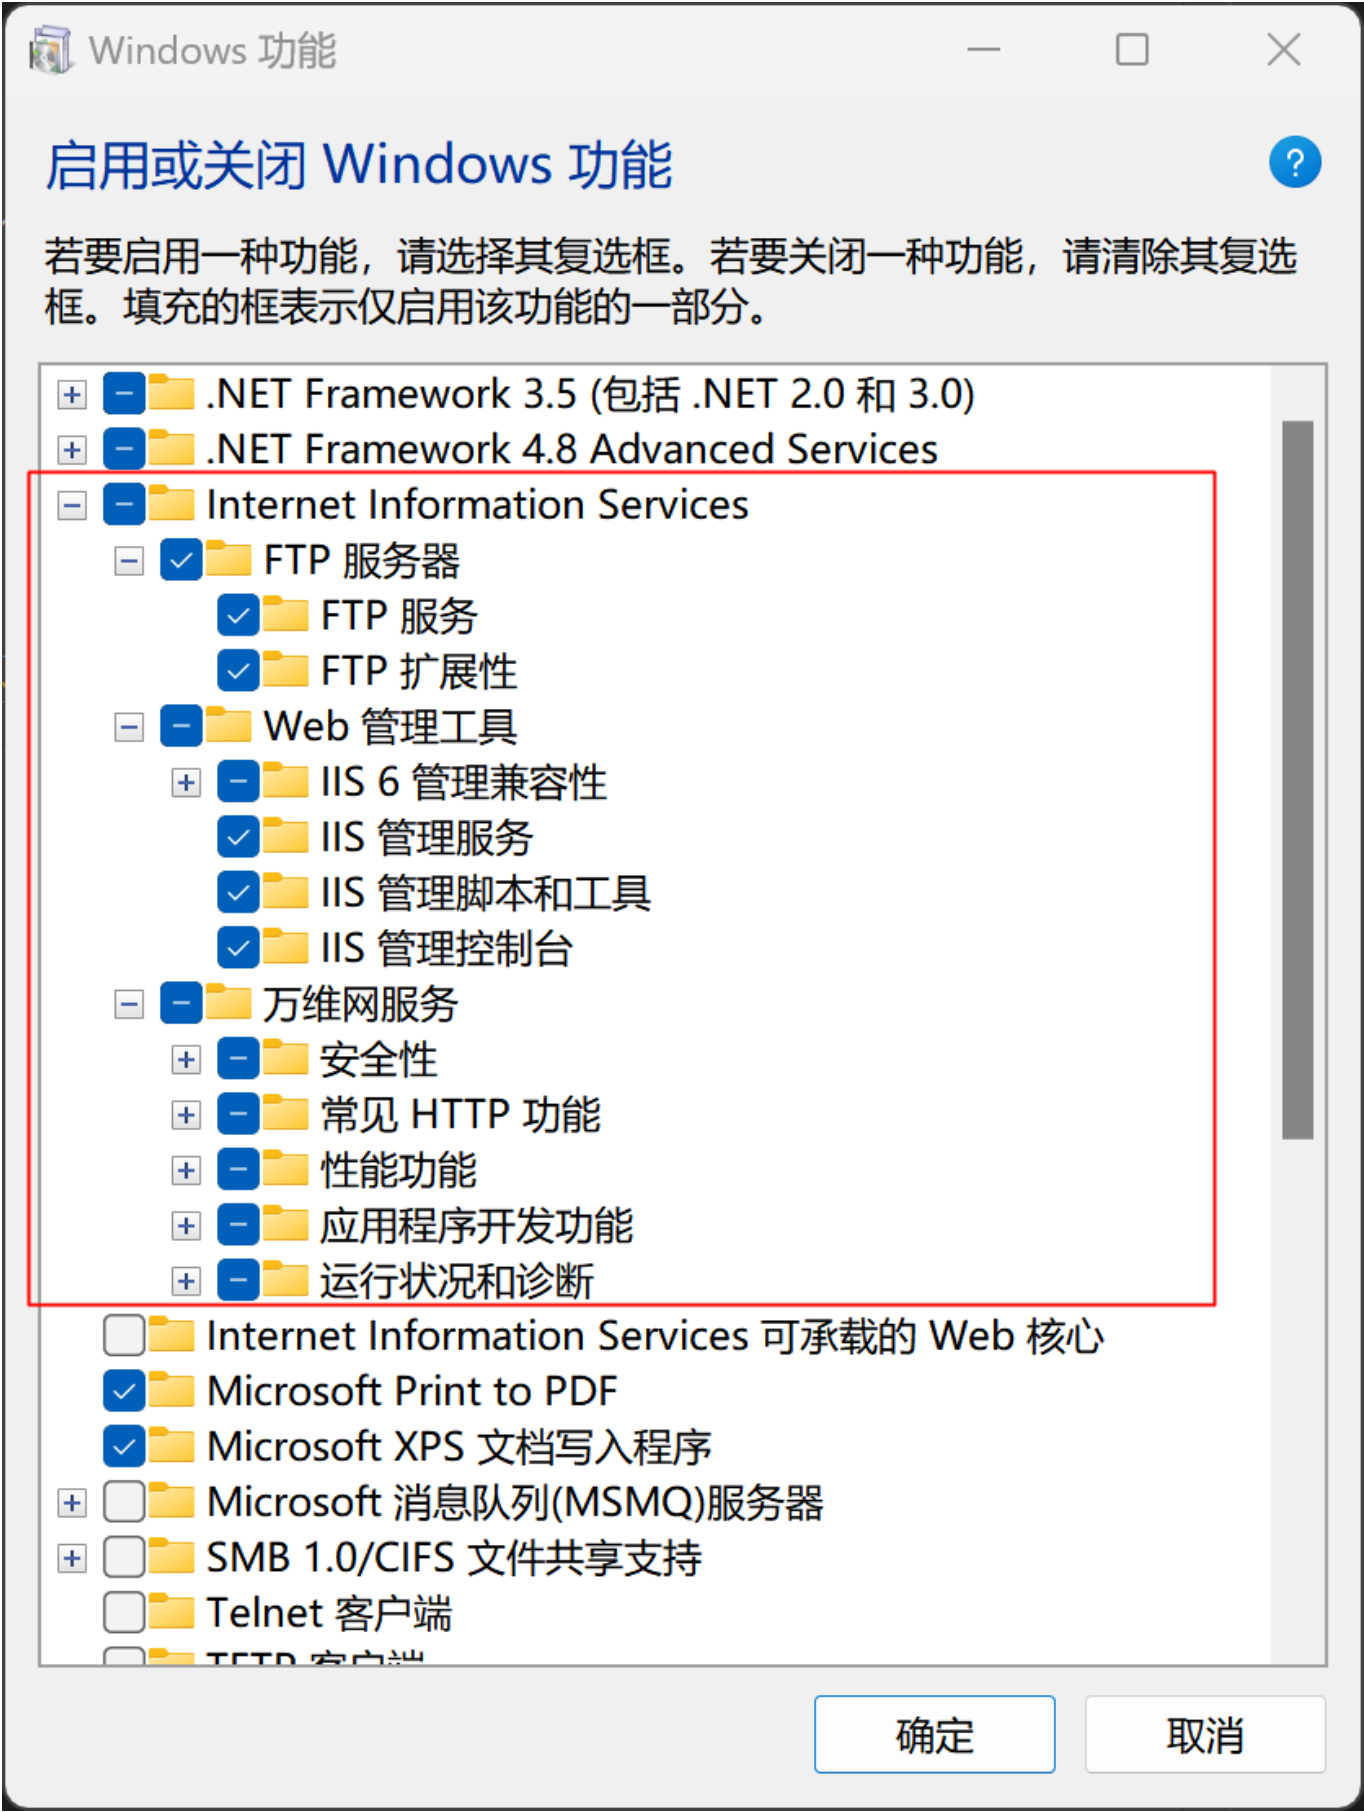 Windows 功能
启用或关闭 Windows 功能
若要启用一种功能，请选择其复选框。若要关闭一种功能，请清除其复选
框。填充的框表示仅启用该功能的一部分。
.NET Framework 3.5 (包括 .NET 2.0 和 3.0)
.NET Framework 4.8 Advanced Services
Internet Information Services
FTP 服务器
FTP 服务
FTP 扩展性
Web 管理工具
IIS 6 管理兼容性
IIS 管理服务
IIS 管理脚本和工具
IIS 管理控制台
万维网服务
安全性
常见 HTTP 功能
性能功能
应用程序开发功能
运行状况和诊断
Internet Information Services 可承载的 Web 核心
Microsoft Print to PDF
Microsoft XPS 文档写入程序
Microsoft 消息队列(MSMQ)服务器
SMB 1.0/CIFS 文件共享支持
Telnet 客户端
TFTP 客户端
确定
取消